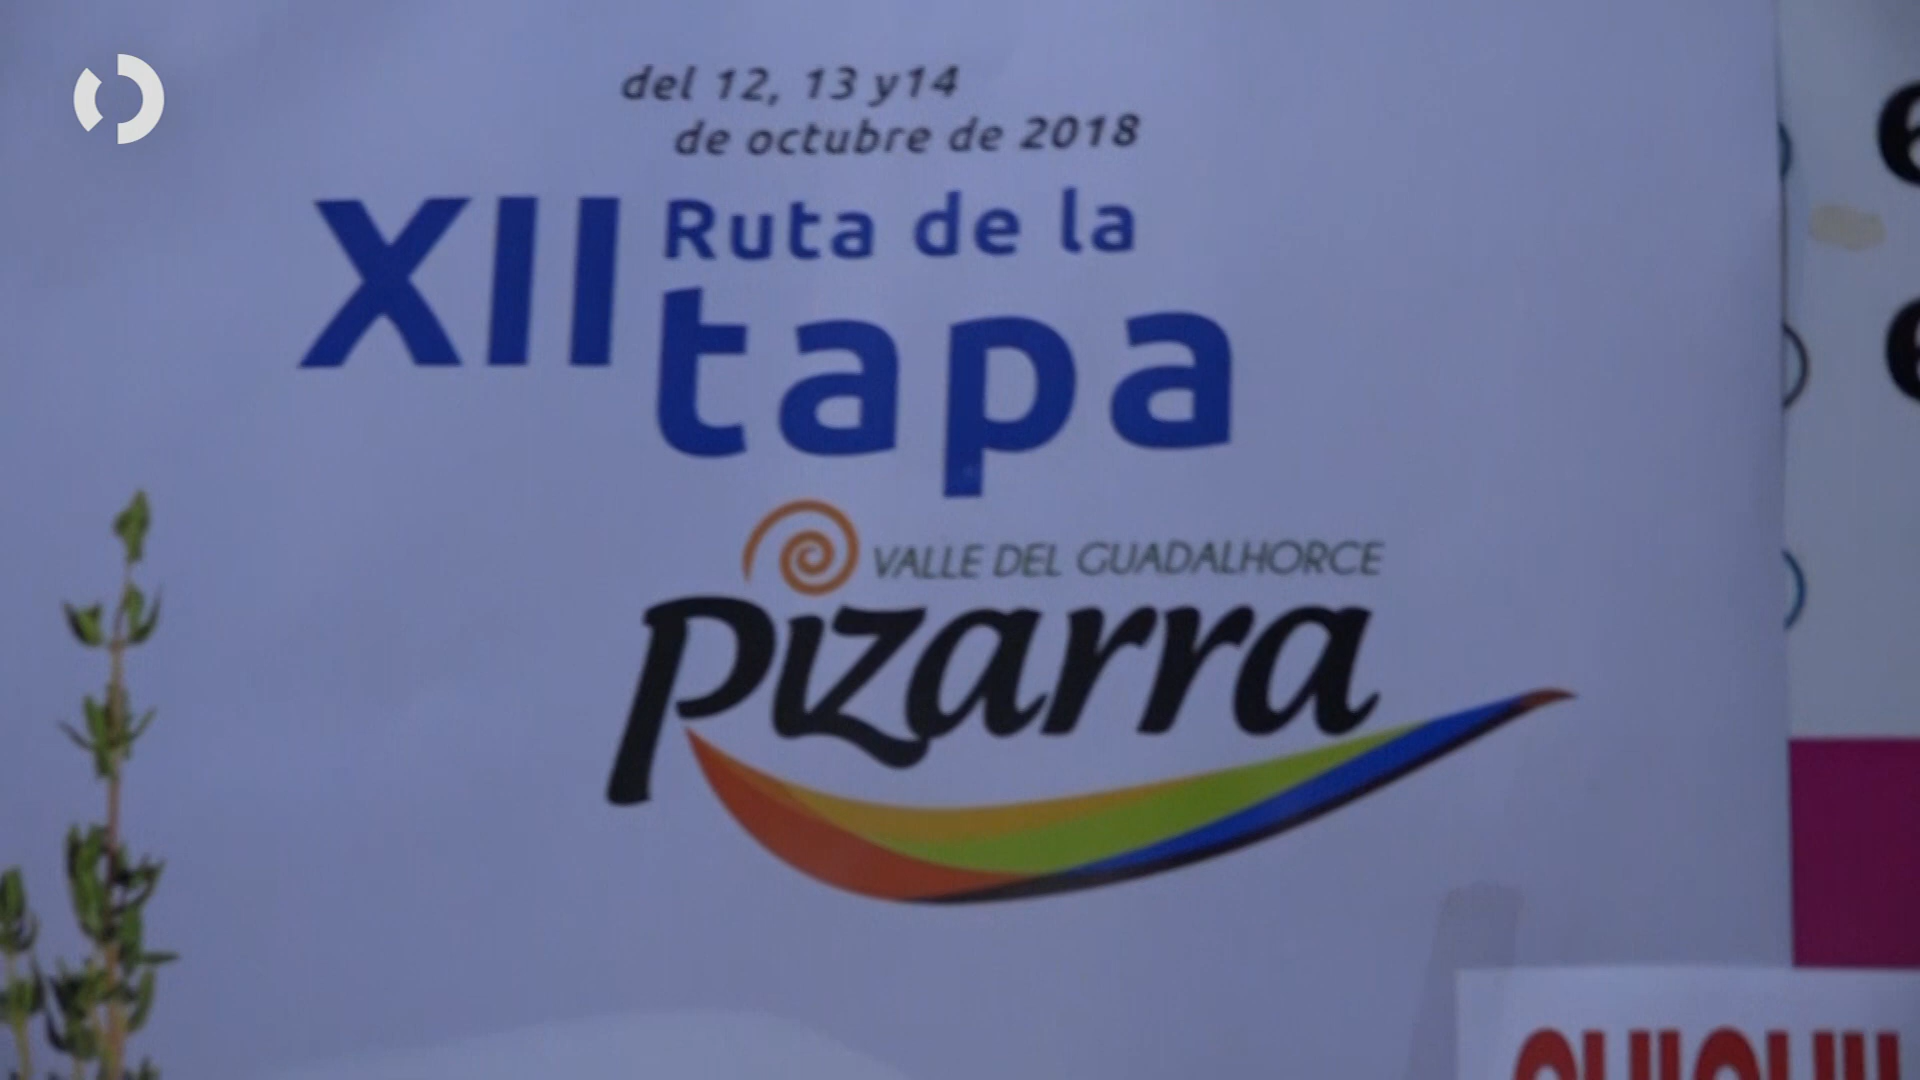 del 12, 13 y14
de octubre de 2018
XII Ruta de la
tapa
VALLE DEL GUADALHORCE
Pizarra